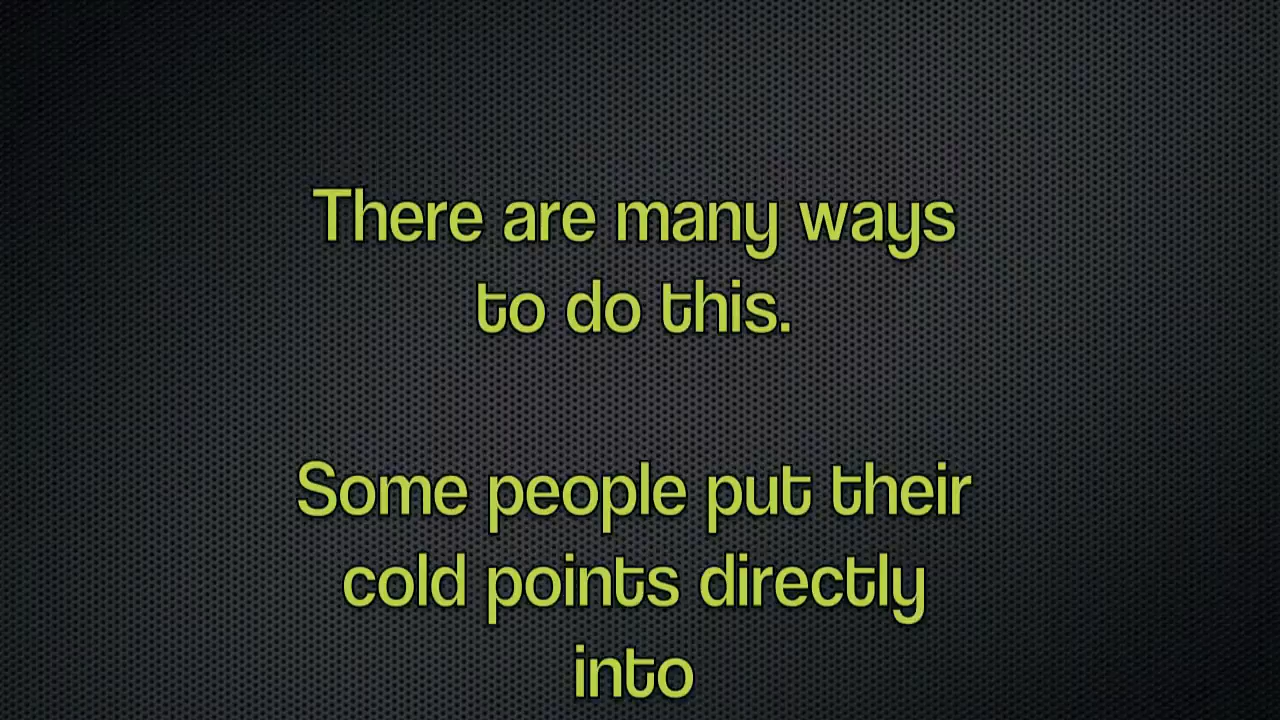 There are many ways
to do this.
Some people put their
cold points directly
into